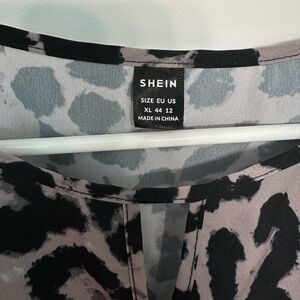 SHEIN
SIZE EU US
XL 44 12
MADE IN CHINA